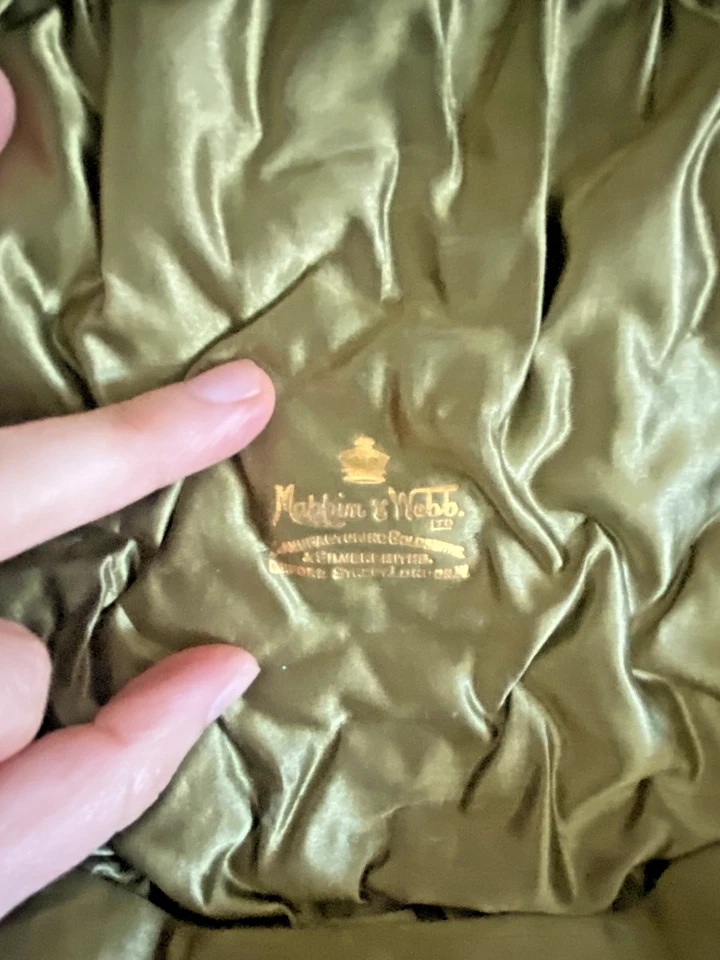 Mappin & Webb.
LTD
MANUFACTURING GOLDSMITHS
& SILVERSMITHS.
OXFORD STREET, LONDON.W.